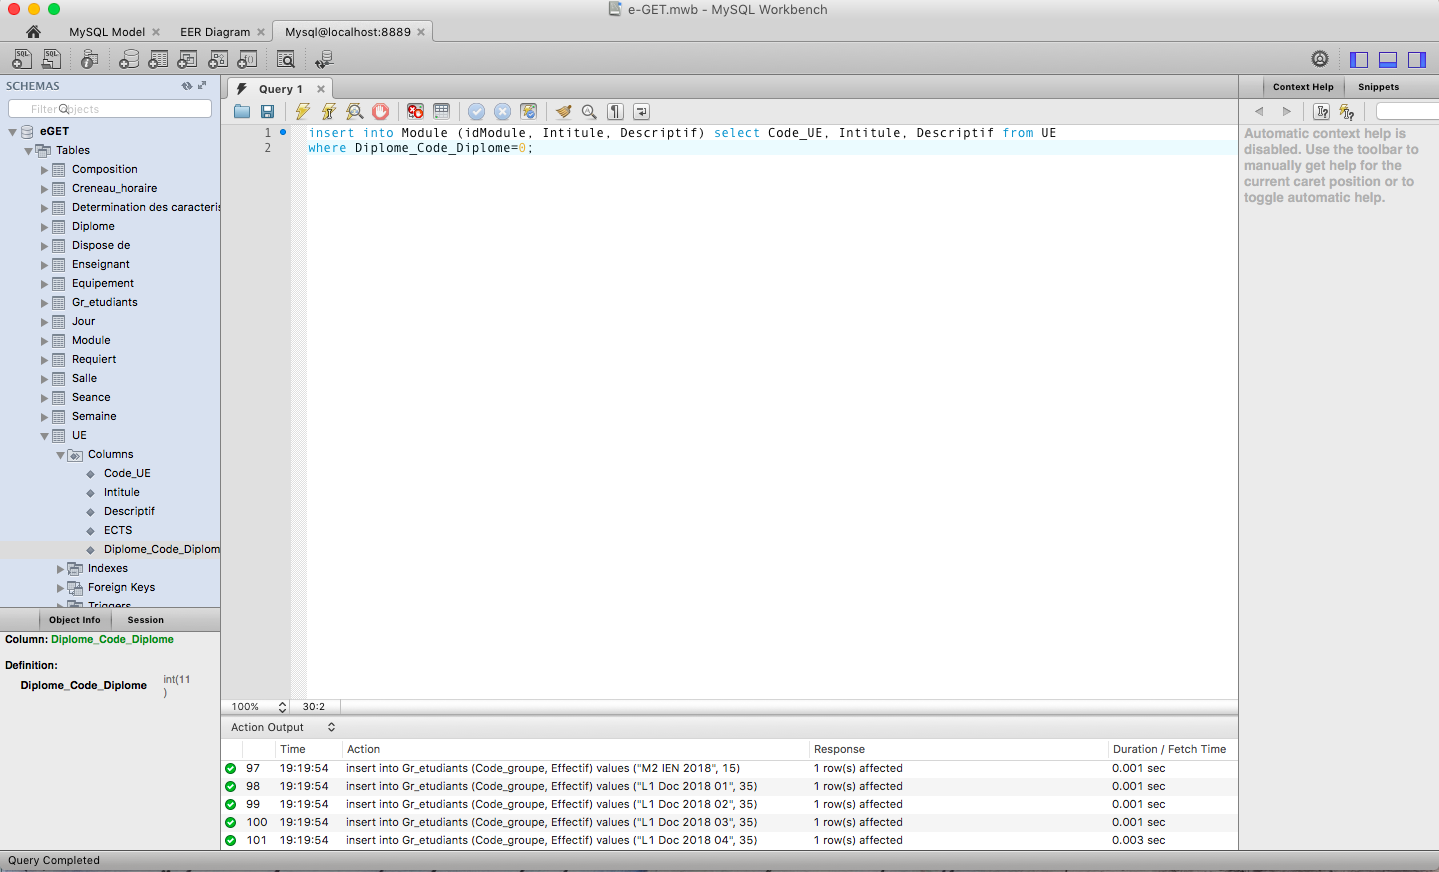 e-GET.mwb - MySQL Workbench
MySQL Model
EER Diagram
Mysql@localhost:8889
SCHEMAS
Filter objects
eGET
Tables
Composition
Creneau_horaire
Determination des caracteris
Diplome
Dispose de
Enseignant
Equipement
Gr_etudiants
Jour
Module
Requiert
Salle
Seance
Semaine
UE
Columns
Code_UE
Intitule
Descriptif
ECTS
Diplome_Code_Diplom
Indexes
Foreign Keys
Triggers
Object Info
Session
Column: Diplome_Code_Diplome
Definition:
Diplome_Code_Diplome int(11
)
Query 1
1 insert into Module (idModule, Intitule, Descriptif) select Code_UE, Intitule, Descriptif from UE
2 where Diplome_Code_Diplome=0;
100% 30:2
Action Output
Time Action Response Duration / Fetch Time
97 19:19:54 insert into Gr_etudiants (Code_groupe, Effectif) values ("M2 IEN 2018", 15) 1 row(s) affected 0.001 sec
98 19:19:54 insert into Gr_etudiants (Code_groupe, Effectif) values ("L1 Doc 2018 01", 35) 1 row(s) affected 0.001 sec
99 19:19:54 insert into Gr_etudiants (Code_groupe, Effectif) values ("L1 Doc 2018 02", 35) 1 row(s) affected 0.001 sec
100 19:19:54 insert into Gr_etudiants (Code_groupe, Effectif) values ("L1 Doc 2018 03", 35) 1 row(s) affected 0.001 sec
101 19:19:54 insert into Gr_etudiants (Code_groupe, Effectif) values ("L1 Doc 2018 04", 35) 1 row(s) affected 0.003 sec
Context Help
Snippets
Automatic context help is
disabled. Use the toolbar to
manually get help for the
current caret position or to
toggle automatic help.
Query Completed